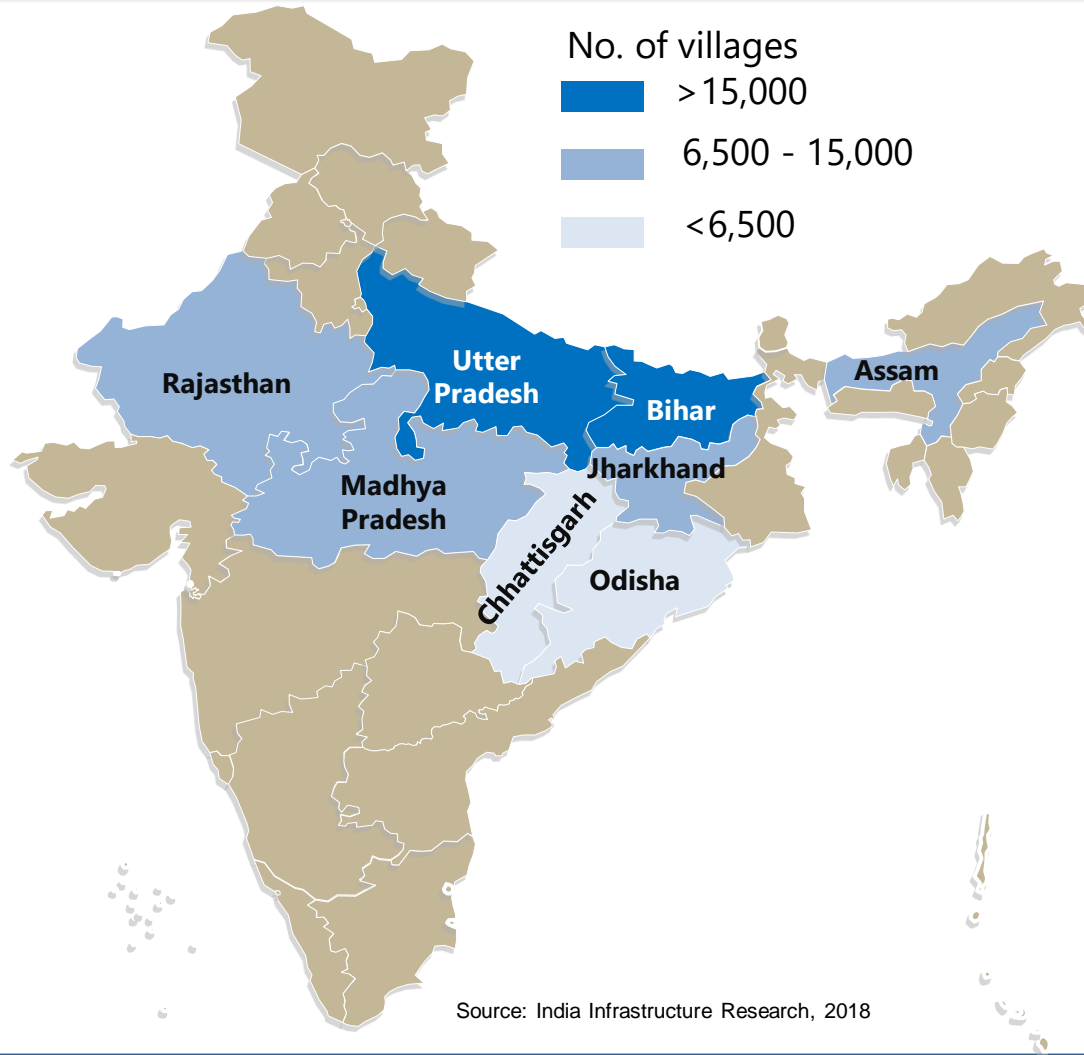 No. of villages
>15,000
6,500 - 15,000
<6,500
Rajasthan
Utter
Pradesh
Bihar
Assam
Jharkhand
Madhya
Pradesh
Chhattisgarh
Odisha
Source: India Infrastructure Research, 2018